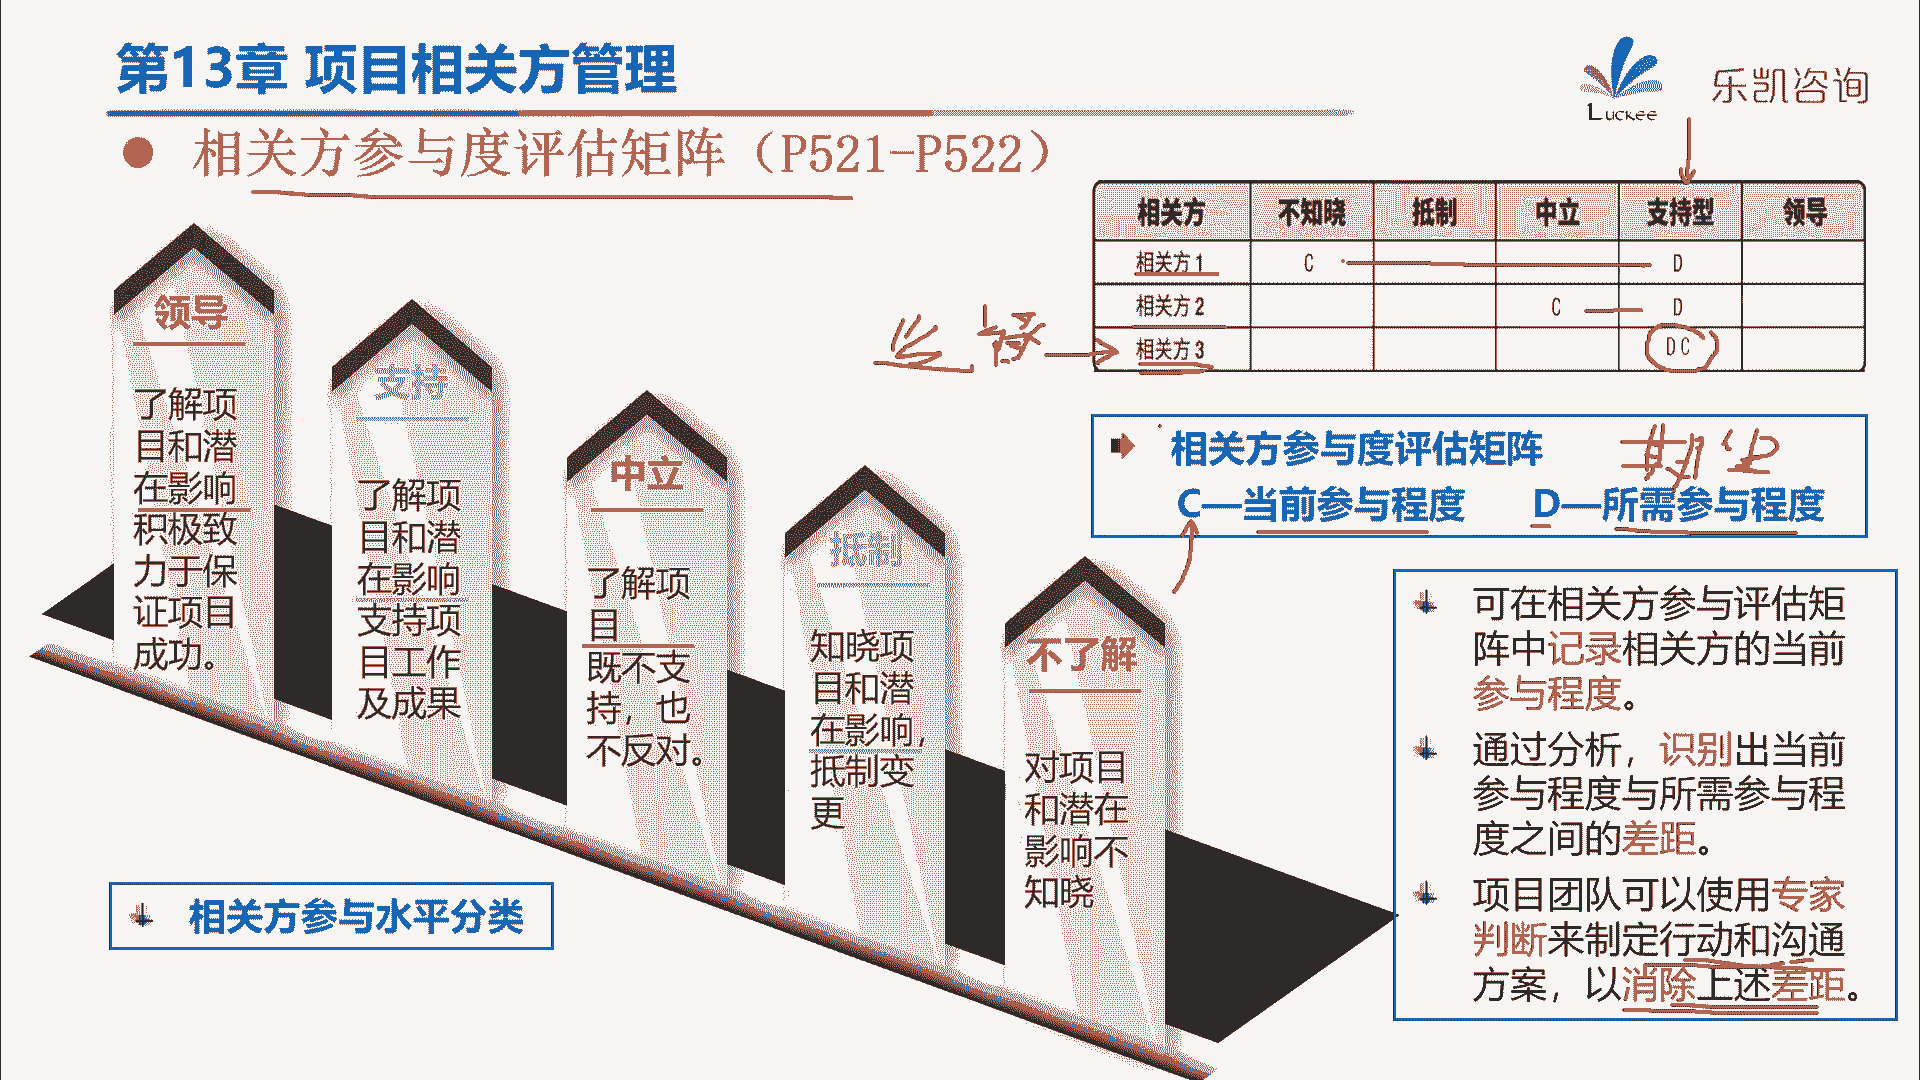 第13章 项目相关方管理
Luckee
乐凯咨询
相关方参与度评估矩阵（P521-P522）
相关方 不知晓 抵制 中立 支持型 领导
相关方1 C D
相关方2 C D
相关方3 DC
领导
了解项
目和潜
在影响
积极致
力于保
证项目
成功。
支持
了解项
目和潜
在影响
支持项
目工作
及成果
中立
了解项
目
既不支
持，也
不反对。
抵制
知晓项
目和潜
在影响，
抵制变
更
不了解
对项目
和潜在
影响不
知晓
相关方参与水平分类
相关方参与度评估矩阵
C—当前参与程度 D—所需参与程度
可在相关方参与评估矩
阵中记录相关方的当前
参与程度。
通过分析，识别出当前
参与程度与所需参与程
度之间的差距。
项目团队可以使用专家
判断来制定行动和沟通
方案，以消除上述差距。